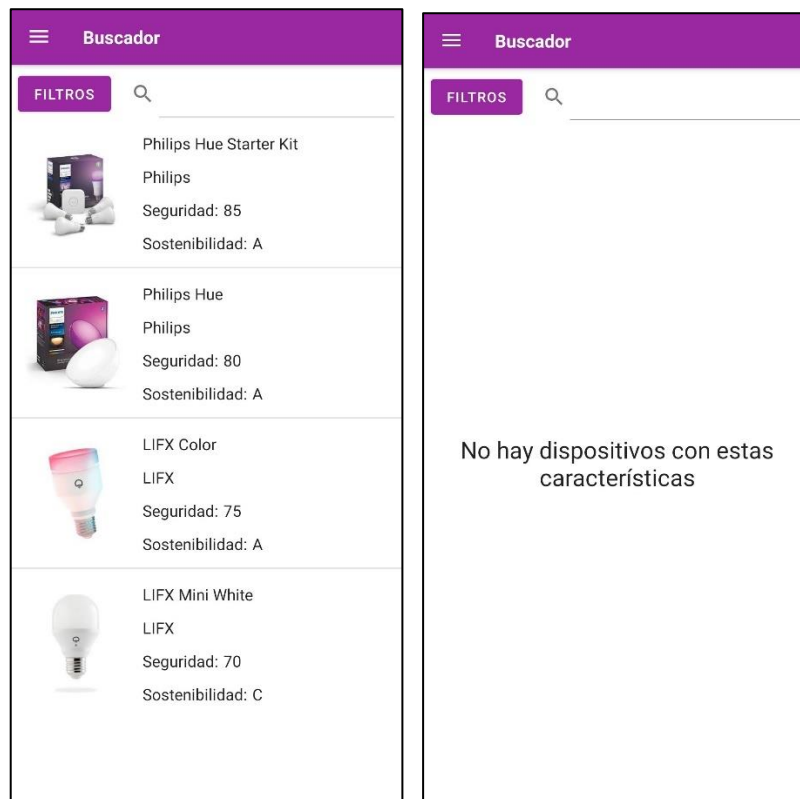 Buscador
FILTROS
Philips Hue Starter Kit
Philips
Seguridad: 85
Sostenibilidad: A
Philips Hue
Philips
Seguridad: 80
Sostenibilidad: A
LIFX Color
LIFX
Seguridad: 75
Sostenibilidad: A
LIFX Mini White
LIFX
Seguridad: 70
Sostenibilidad: C
Buscador
FILTROS
No hay dispositivos con estas
características